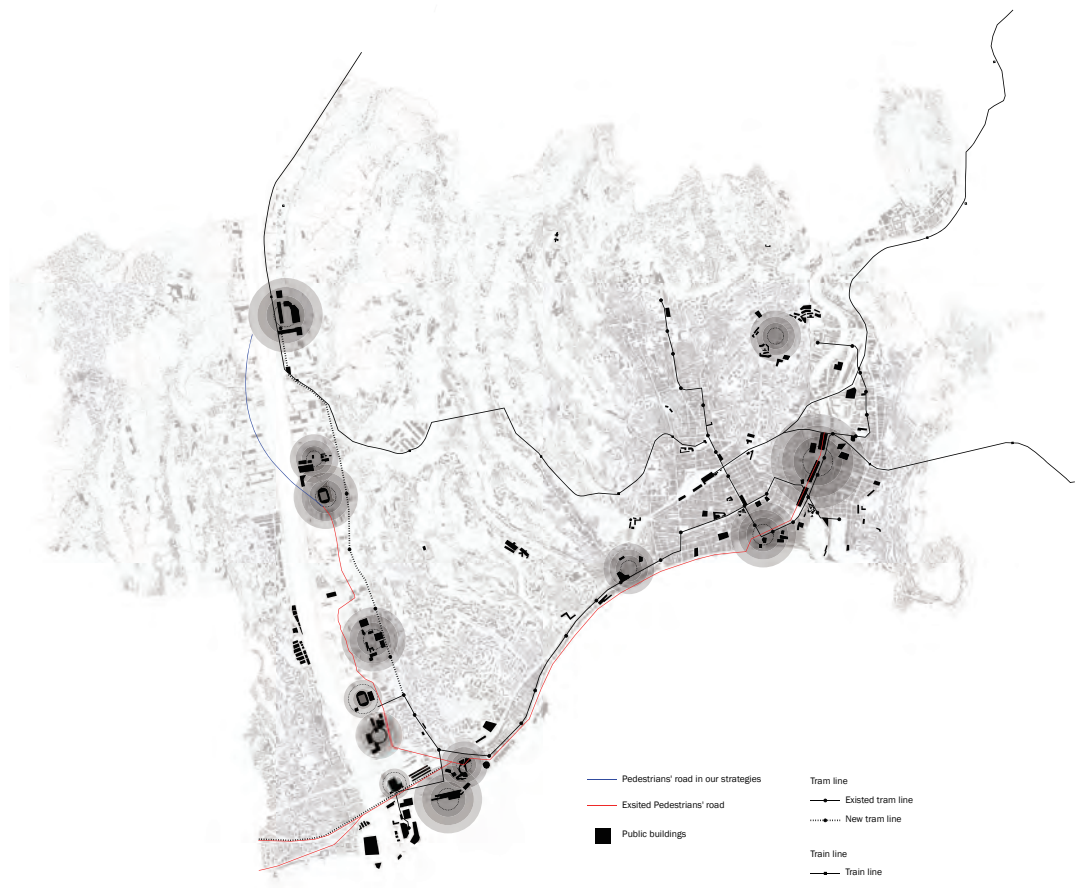 Pedestrians' road in our strategies
Exsited Pedestrians' road
Public buildings
Tram line
Existed tram line
New tram line
Train line
Train line